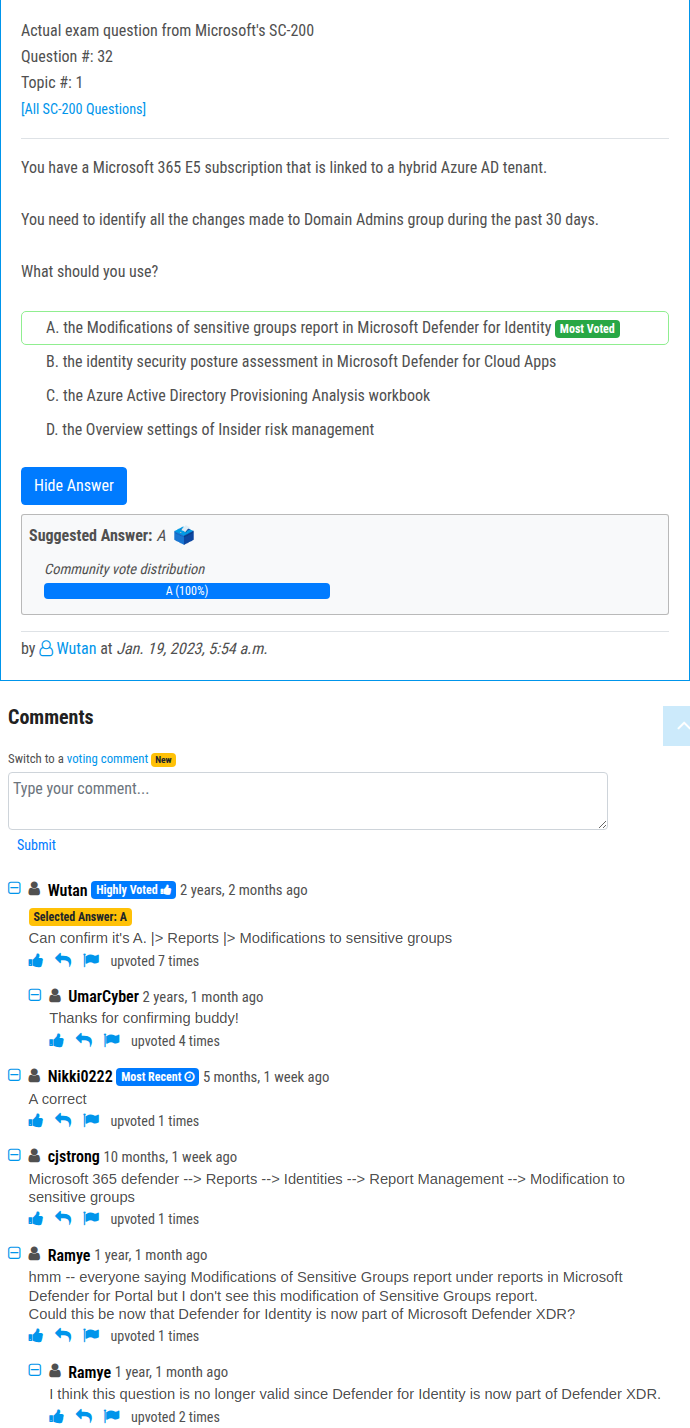 Actual exam question from Microsoft's SC-200
Question #: 32
Topic #: 1
[All SC-200 Questions]
You have a Microsoft 365 E5 subscription that is linked to a hybrid Azure AD tenant.
You need to identify all the changes made to Domain Admins group during the past 30 days.
What should you use?
A. the Modifications of sensitive groups report in Microsoft Defender for Identity Most Voted
B. the identity security posture assessment in Microsoft Defender for Cloud Apps
C. the Azure Active Directory Provisioning Analysis workbook
D. the Overview settings of Insider risk management
Hide Answer
Suggested Answer: A
Community vote distribution
A (100%)
by Wutan at Jan. 19, 2023, 5:54 a.m.
Comments
Switch to a voting comment New
Type your comment...
Submit
Wutan Highly Voted 2 years, 2 months ago
Selected Answer: A
Can confirm it's A. |> Reports |> Modifications to sensitive groups
upvoted 7 times
UmarCyber 2 years, 1 month ago
Thanks for confirming buddy!
upvoted 4 times
Nikki0222 Most Recent 5 months, 1 week ago
A correct
upvoted 1 times
cjstrong 10 months, 1 week ago
Microsoft 365 defender --> Reports --> Identities --> Report Management --> Modification to
sensitive groups
upvoted 1 times
Ramye 1 year, 1 month ago
hmm -- everyone saying Modifications of Sensitive Groups report under reports in Microsoft
Defender for Portal but I don't see this modification of Sensitive Groups report.
Could this be now that Defender for Identity is now part of Microsoft Defender XDR?
upvoted 1 times
Ramye 1 year, 1 month ago
I think this question is no longer valid since Defender for Identity is now part of Defender XDR.
upvoted 2 times